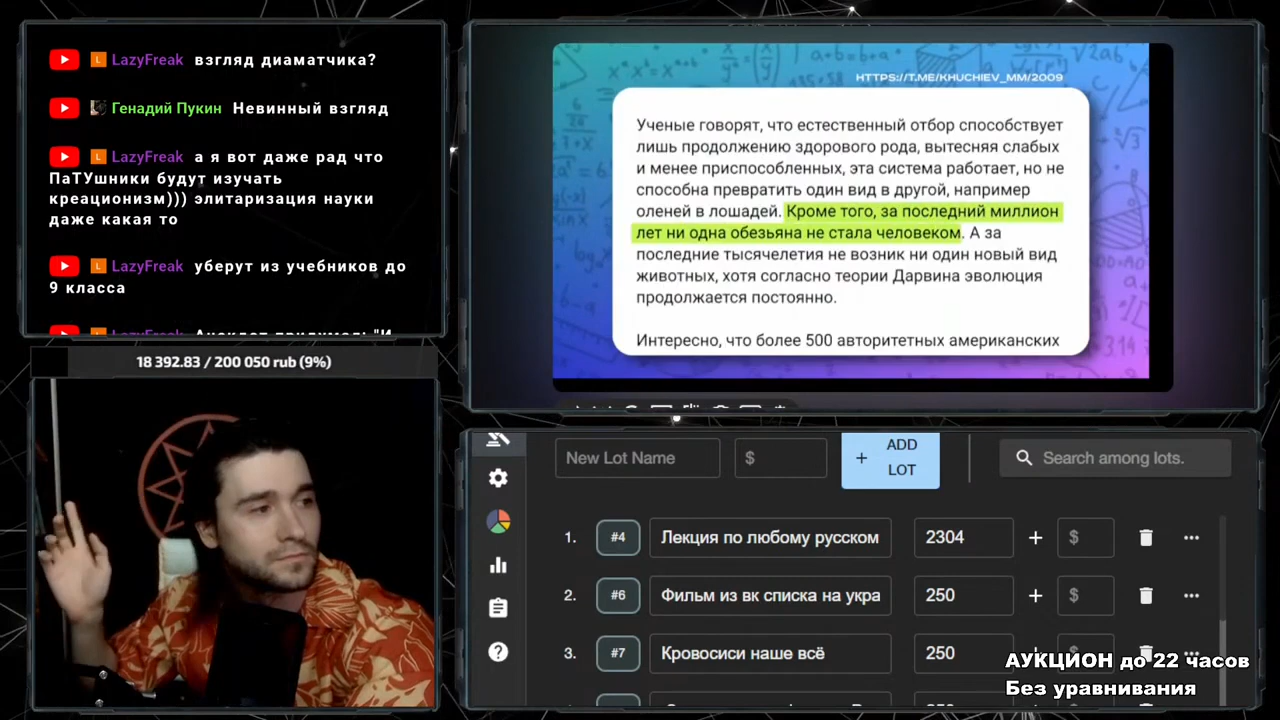 LazyFreak взгляд диаматчика?
Генадий Пукин Невинный взгляд
LazyFreak а я вот даже рад что
ПаТУшники будут изучать
креационизм))) элитаризация науки
даже какая то
LazyFreak уберут из учебников до
9 класса
18 392.83 / 200 050 rub (9%)
HTTPS://T.ME/KHUCHIEV_MM/2009
Ученые говорят, что естественный отбор способствует
лишь продолжению здорового рода, вытесняя слабых
и менее приспособленных, эта система работает, но не
способна превратить один вид в другой, например
оленей в лошадей. Кроме того, за последний миллион
лет ни одна обезьяна не стала человеком. А за
последние тысячелетия не возник ни один новый вид
животных, хотя согласно теории Дарвина эволюция
продолжается постоянно.
Интересно, что более 500 авторитетных американских
New Lot Name $ + ADD LOT Search among lots.
1. #4 Лекция по любому русском 2304 + $
2. #6 Фильм из вк списка на укра 250 + $
3. #7 Кровосиси наше всё 250 + $
АУКЦИОН до 22 часов
Без уравнивания